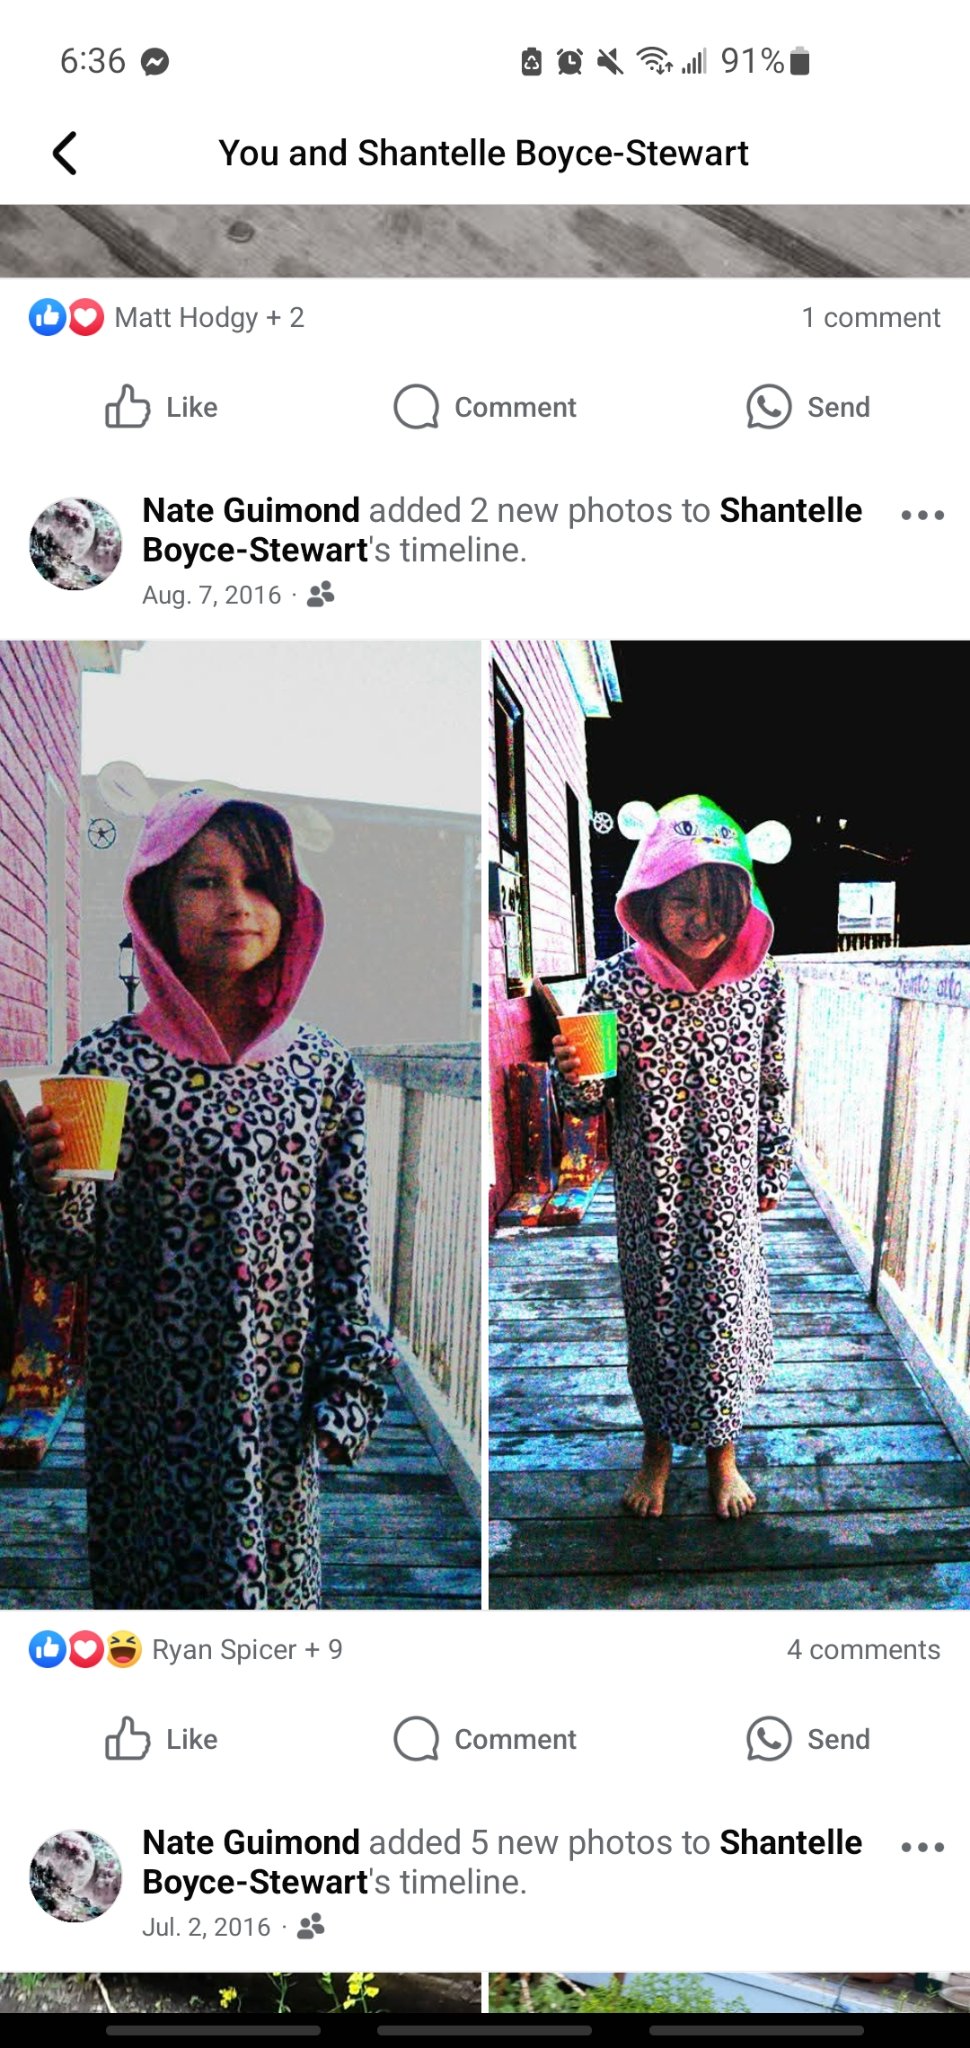 6:36
91%
You and Shantelle Boyce-Stewart
Matt Hodgy + 2
1 comment
Like
Comment
Send
Nate Guimond added 2 new photos to Shantelle
Boyce-Stewart's timeline.
Aug. 7, 2016 ·
Ryan Spicer + 9
4 comments
Like
Comment
Send
Nate Guimond added 5 new photos to Shantelle
Boyce-Stewart's timeline.
Jul. 2, 2016 ·